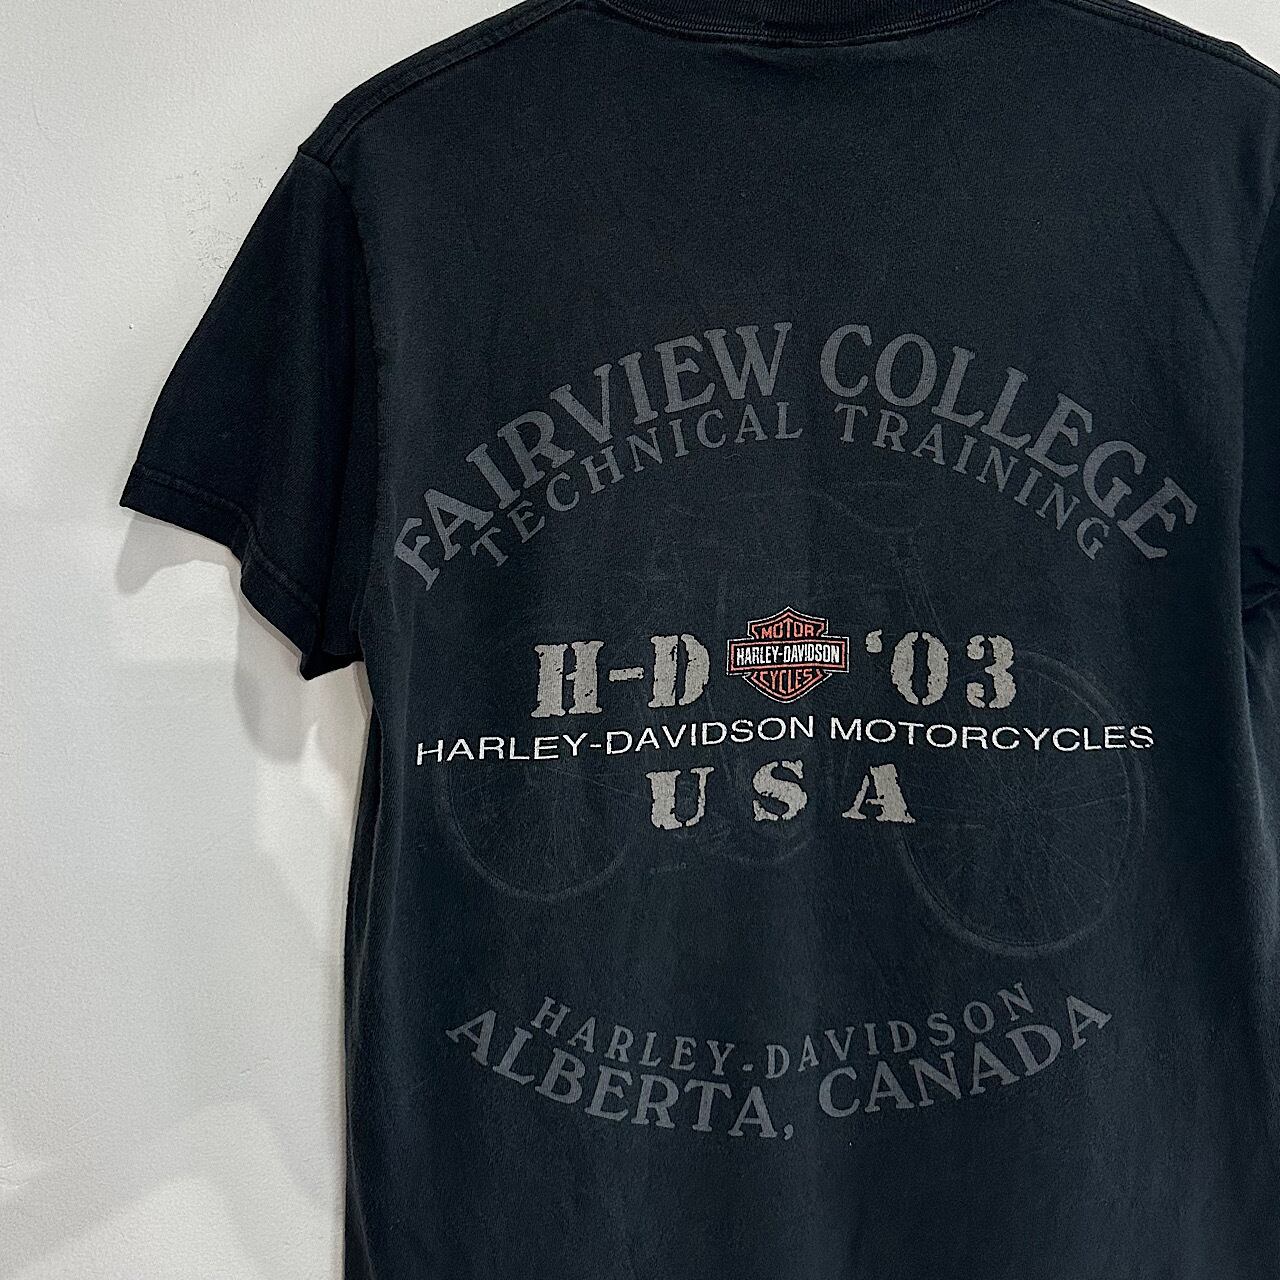 FAIRVIEW COLLEGE
TECHNICAL TRAINING
H-D MOTOR HARLEY-DAVIDSON CYCLES ‘03
HARLEY-DAVIDSON MOTORCYCLES
USA
HARLEY-DAVIDSON
ALBERTA, CANADA